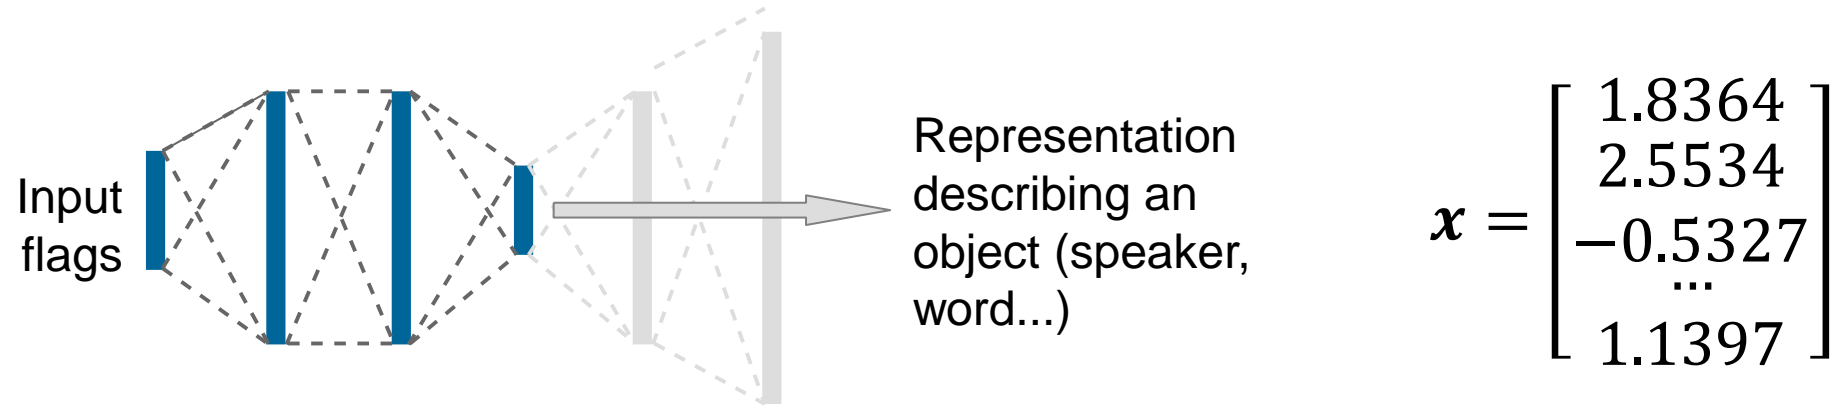 Input
flags
Representation
describing an
object (speaker,
word...)
x =
1.8364
2.5534
−0.5327
...
1.1397